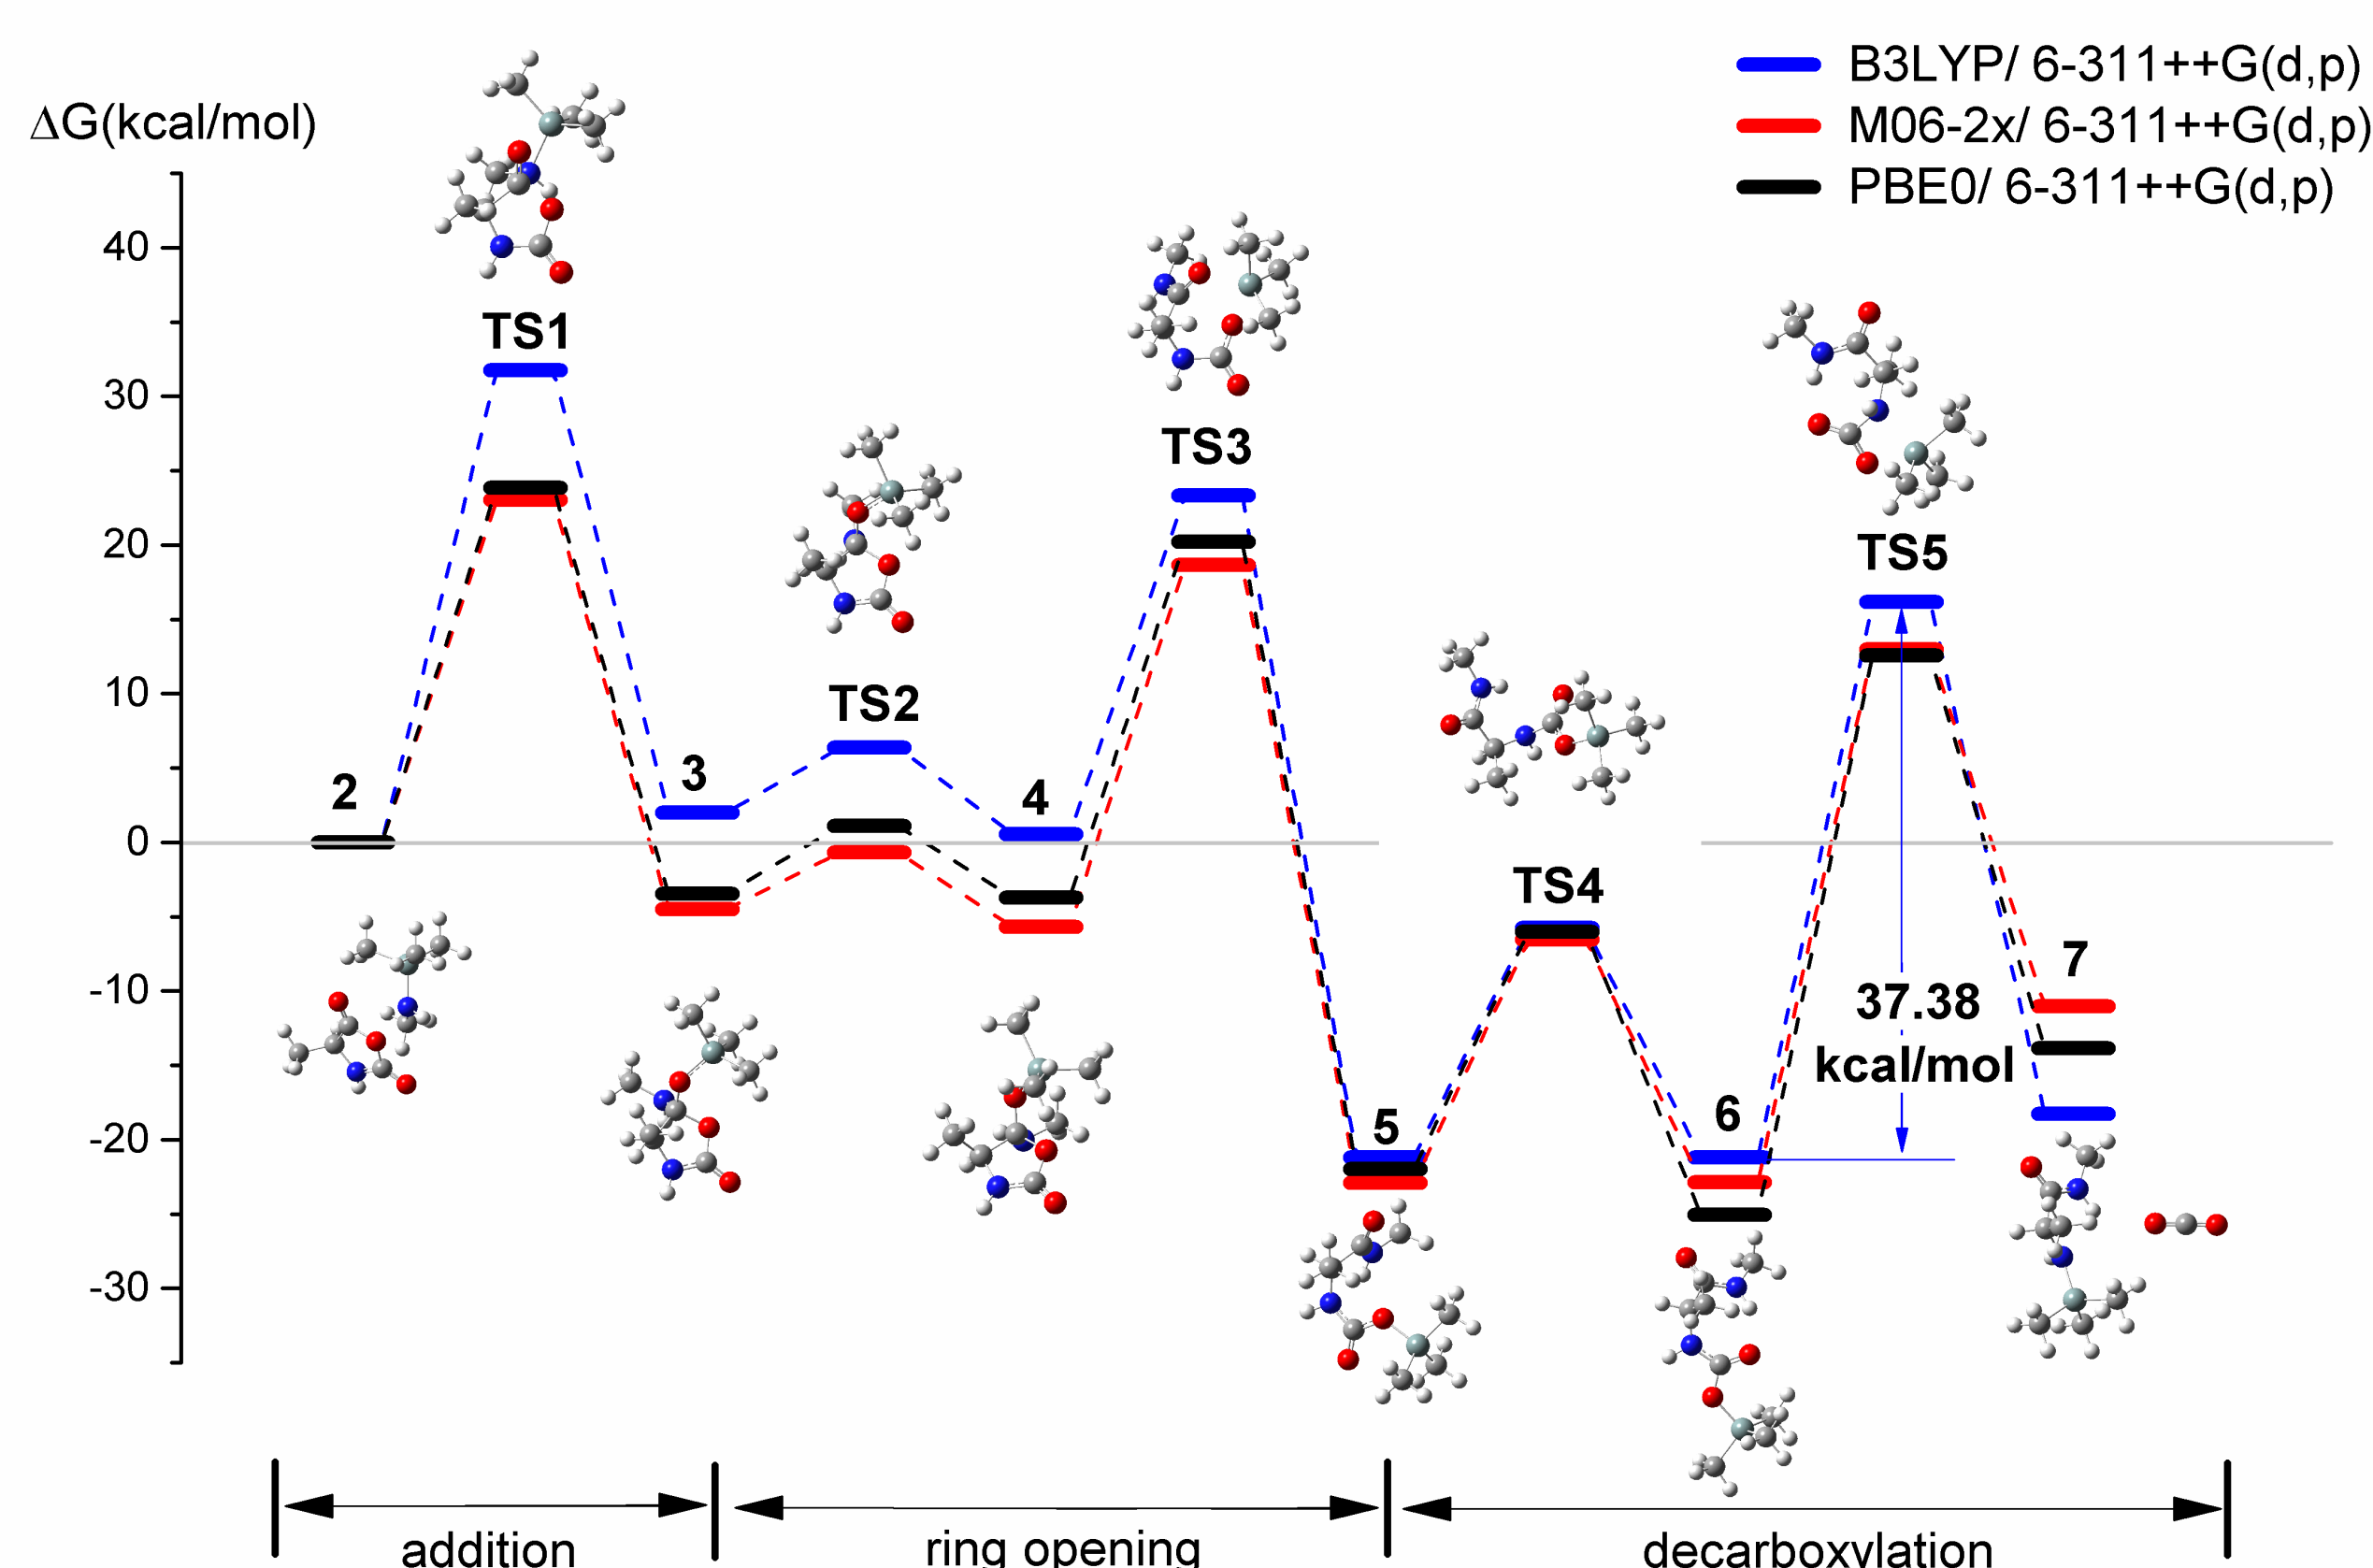 B3LYP/ 6-311++G(d,p)
M06-2x/ 6-311++G(d,p)
PBE0/ 6-311++G(d,p)
ΔG(kcal/mol)
40
30
20
10
0
-10
-20
-30
TS1
TS2
TS3
TS4
TS5
2
3
4
5
6
7
37.38
kcal/mol
addition
ring opening
decarboxylation